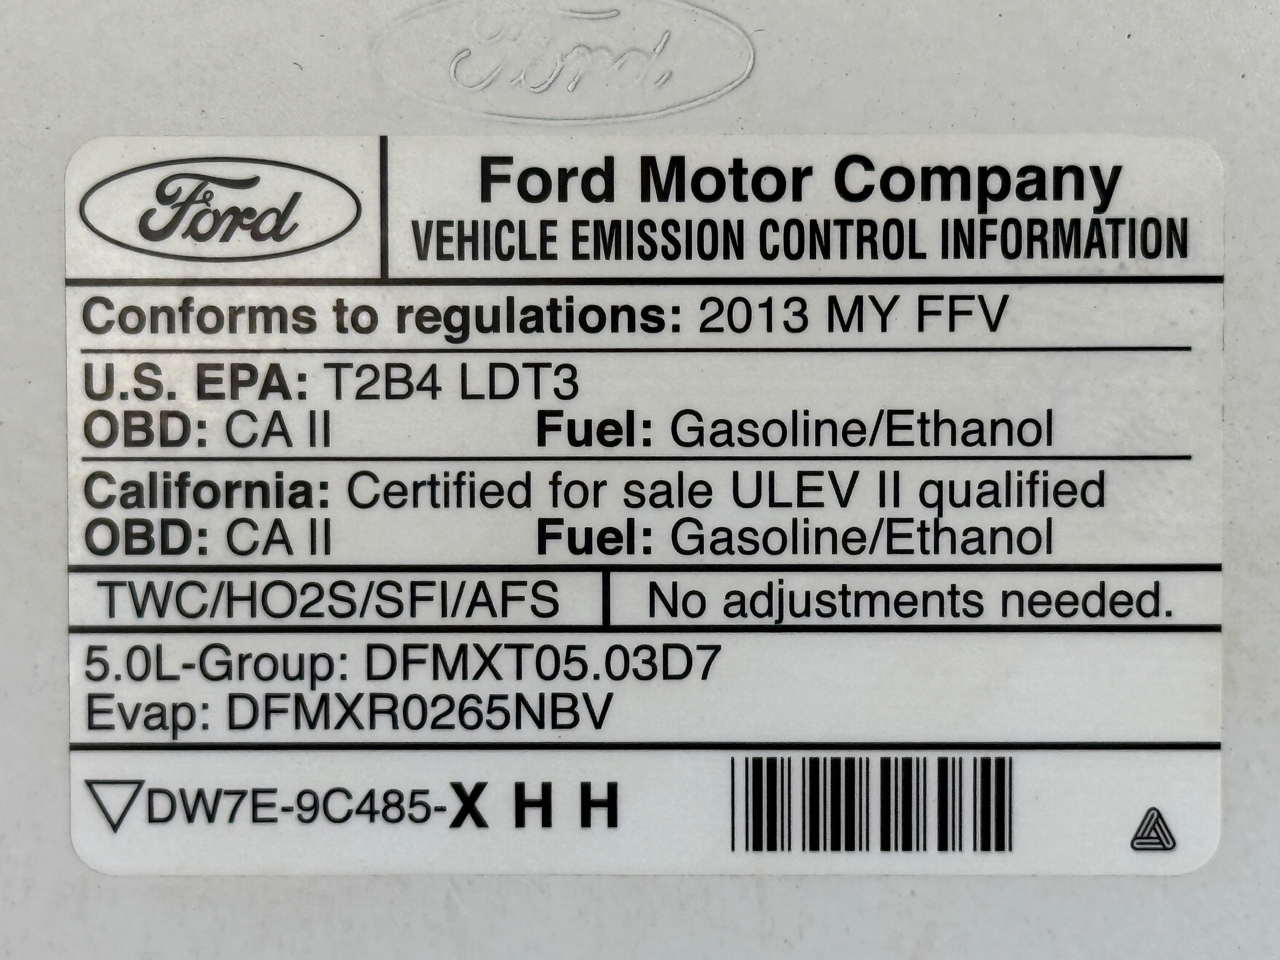 Ford
Ford
Ford Motor Company
VEHICLE EMISSION CONTROL INFORMATION
Conforms to regulations: 2013 MY FFV
U.S. EPA: T2B4 LDT3
OBD: CA II Fuel: Gasoline/Ethanol
California: Certified for sale ULEV II qualified
OBD: CA II Fuel: Gasoline/Ethanol
TWC/HO2S/SFI/AFS No adjustments needed.
5.0L-Group: DFMXT05.03D7
Evap: DFMXR0265NBV
DW7E-9C485-X H H